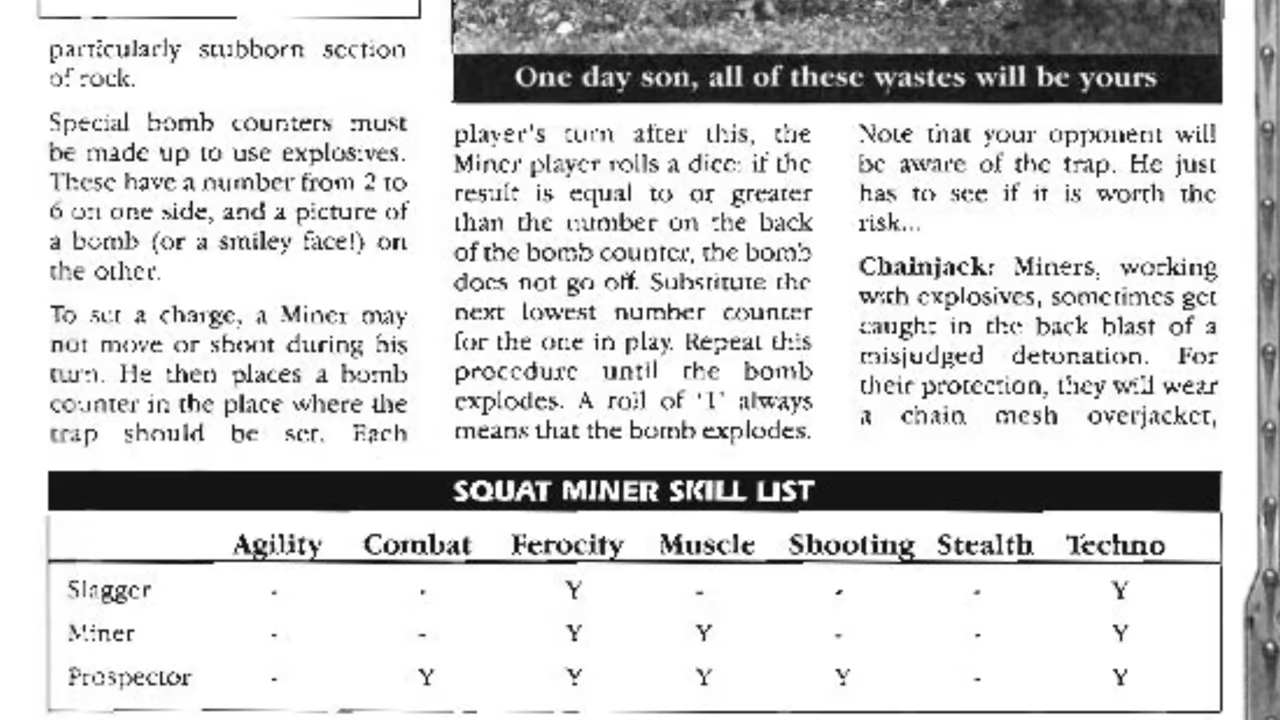 particularly stubborn section
of rock.
Special bomb counters must
be made up to use explosives.
These have a number from 2 to
6 on one side, and a picture of
a bomb (or a smiley face!) on
the other.
To set a charge, a Miner may
not move or shoot during his
turn. He then places a bomb
counter in the place where the
trap should be set. Each
One day son, all of these wastes will be yours
player's turn after this, the
Miner player rolls a dice: if the
result is equal to or greater
than the number on the back
of the bomb counter, the bomb
does not go off. Substitute the
next lowest number counter
for the one in play. Repeat this
procedure until the bomb
explodes. A roll of '1' always
means that the bomb explodes.
Note that your opponent will
be aware of the trap. He just
has to see if it is worth the
risk...
Chainjack: Miners, working
with explosives, sometimes get
caught in the back blast of a
misjudged detonation. For
their protection, they will wear
a chain mesh overjacket,
SQUAT MINER SKILL LIST
Agility Combat Ferocity Muscle Shooting Stealth Techno
Slagger - - Y - - - Y
Miner - - Y Y - - Y
Prospector - Y Y Y Y - Y